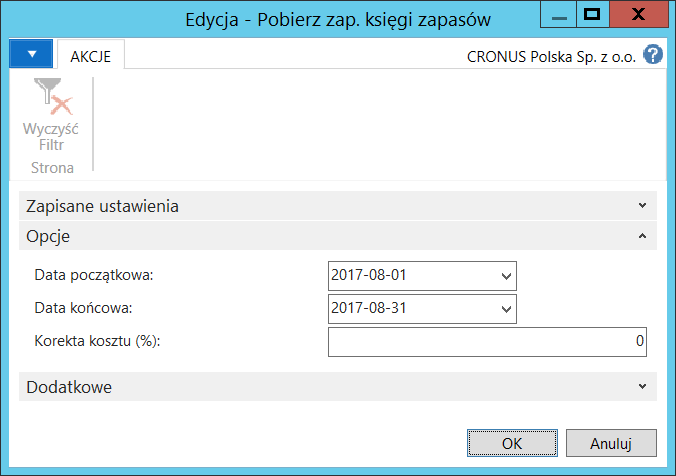 Edycja - Pobierz zap. księgi zapasów
AKCJE
CRONUS Polska Sp. z o.o.
?
Wyczyść
Filtr
Strona
Zapisane ustawienia
Opcje
Data początkowa:
2017-08-01
Data końcowa:
2017-08-31
Korekta kosztu (%):
0
Dodatkowe
OK
Anuluj